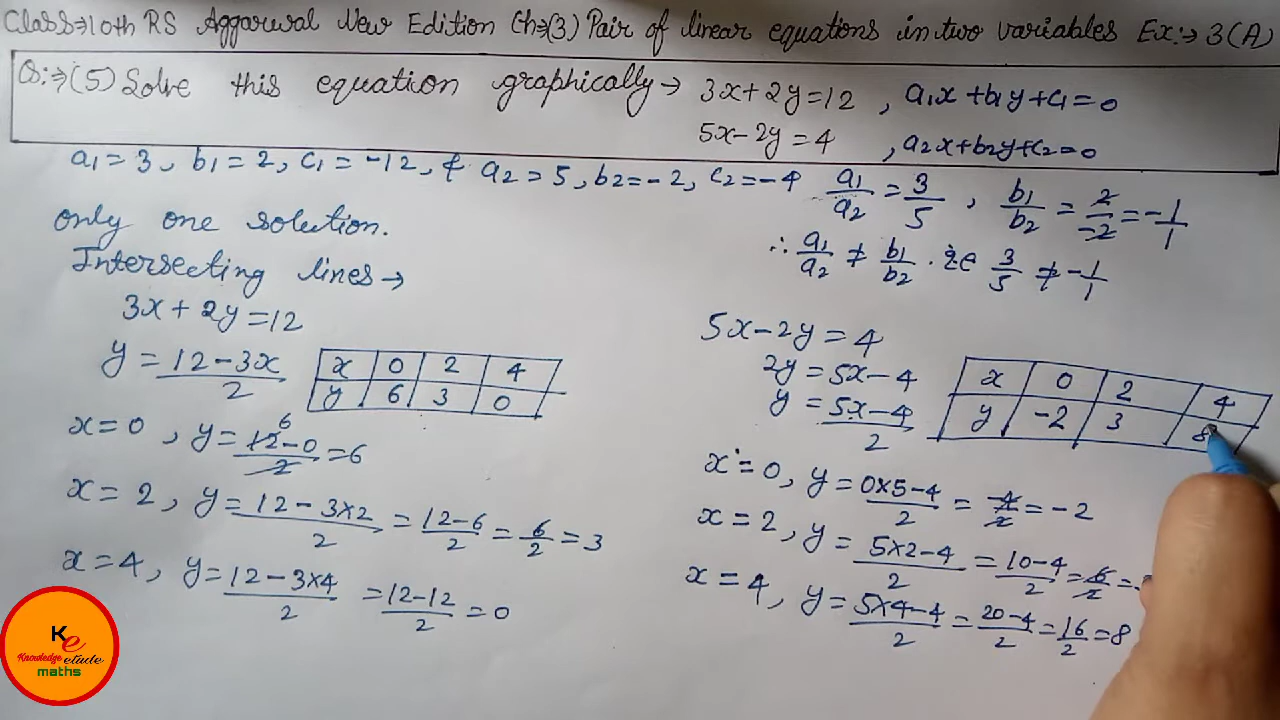 Class:→10th RS Aggarwal New Edition Ch→(3) Pair of linear equations in two variables Ex:→ 3(A)
Q:→(5) Solve this equation graphically→ 3x+2y=12 , a₁x+b₁y+c₁=0
5x-2y=4 , a₂x+b₂y+c₂=0
a₁=3, b₁=2, c₁=-12, & a₂=5, b₂=-2, c₂=-4 a₁/a₂ = 3/5 , b₁/b₂ = 2/-2 = -1/1
only one solution. ∴ a₁/a₂ ≠ b₁/b₂ . ie 3/5 ≠ -1/1
Intersecting lines→
3x+2y=12
y = 12-3x/2
x 0 2 4
y 6 3 0
x=0 , y= 12-0/2 =6
6
x=2, y= 12-3×2/2 = 12-6/2 = 6/2 =3
x=4, y= 12-3×4/2 = 12-12/2 = 0
5x-2y=4
2y=5x-4
y = 5x-4/2
x 0 2 4
y -2 3 8
x=0, y= 0×5-4/2 = -4/2 = -2
x=2, y= 5×2-4/2 = 10-4/2 = 6/2 =
x=4, y= 5×4-4/2 = 20-4/2 = 16/2 =8
Ke
Knowledge etade
maths